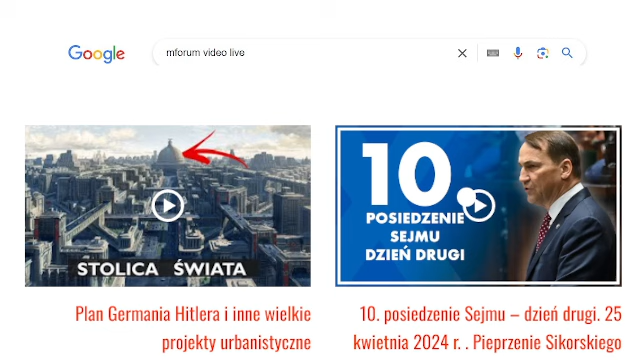 Google
mforum video live
STOLICA ŚWIATA
10.
POSIEDZENIE
SEJMU
DZIEŃ DRUGI
Plan Germania Hitlera i inne wielkie
projekty urbanistyczne
10. posiedzenie Sejmu – dzień drugi. 25
kwietnia 2024 r. . Pieprzenie Sikorskiego